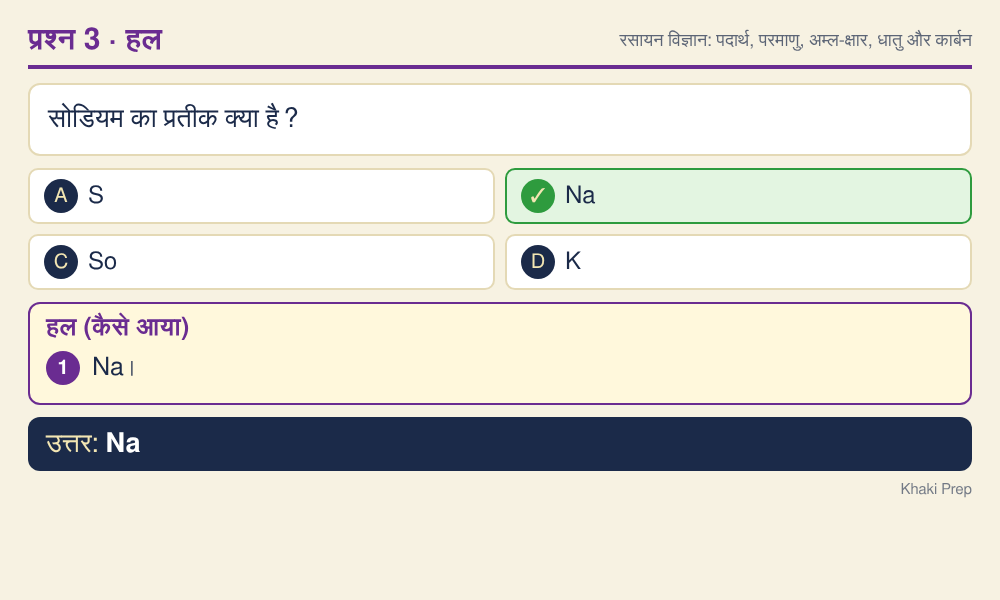 प्रश्न 3 · हल
रसायन विज्ञान: पदार्थ, परमाणु, अम्ल-क्षार, धातु और कार्बन
सोडियम का प्रतीक क्या है ?
A S
✓ Na
C So
D K
हल (कैसे आया)
1 Na।
उत्तर: Na
Khaki Prep